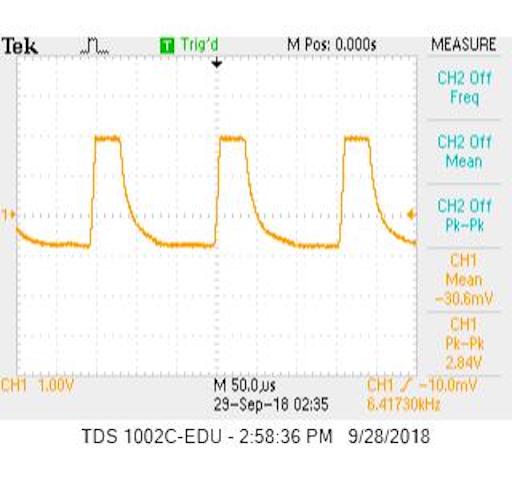 Tek T Trig'd M Pos: 0.000s MEASURE
CH2 Off
Freq
CH2 Off
Mean
CH2 Off
Pk-Pk
1
CH1
Mean
-30.6mV
CH1
Pk-Pk
2.84V
CH1 1.00V M 50.0µs CH1 / -10.0mV
29-Sep-18 02:35 6.41730kHz
TDS 1002C-EDU - 2:58:36 PM 9/28/2018